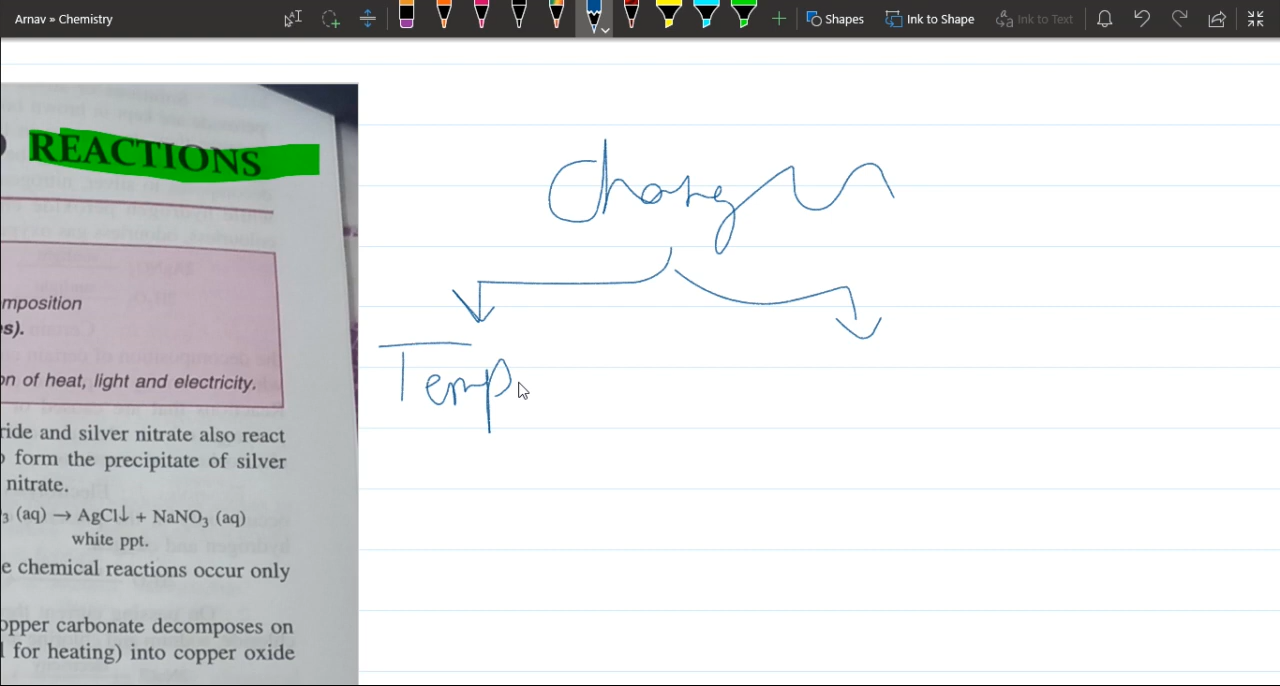 Arnav » Chemistry
Shapes
Ink to Shape
Ink to Text
REACTIONS
mposition
s).
on of heat, light and electricity.
ride and silver nitrate also react
form the precipitate of silver
nitrate.
₃ (aq) → AgCl↓ + NaNO₃ (aq)
white ppt.
e chemical reactions occur only
opper carbonate decomposes on
l for heating) into copper oxide
Temp